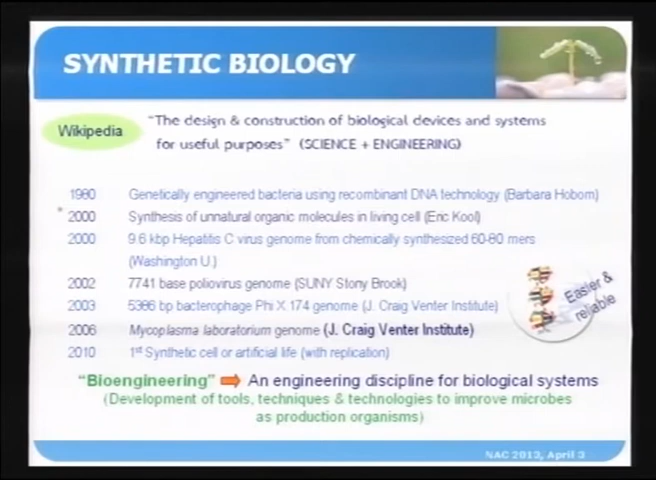 SYNTHETIC BIOLOGY
Wikipedia
"The design & construction of biological devices and systems
for useful purposes" (SCIENCE + ENGINEERING)
1980 Genetically engineered bacteria using recombinant DNA technology (Barbara Hobom)
* 2000 Synthesis of unnatural organic molecules in living cell (Eric Kool)
2000 9.6 kbp Hepatitis C virus genome from chemically synthesized 60-80 mers
(Washington U.)
2002 7741 base poliovirus genome (SUNY Stony Brook)
2003 5386 bp bacterophage Phi X 174 genome (J. Craig Venter Institute)
2006 Mycoplasma laboratorium genome (J. Craig Venter Institute)
2010 1st Synthetic cell or artificial life (with replication)
Easier &
reliable
"Bioengineering" ➡ An engineering discipline for biological systems
(Development of tools, techniques & technologies to improve microbes
as production organisms)
NAC 2013, April 3